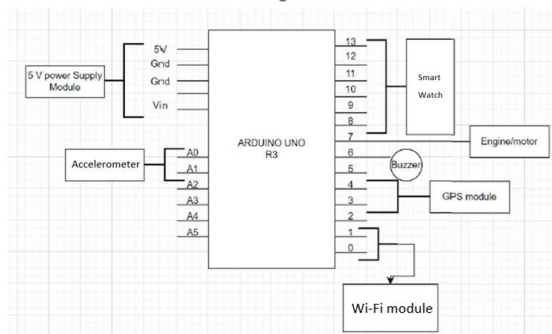 5V
Gnd
Gnd
Vin
5 V power Supply
Module
Accelerometer
A0
A1
A2
A3
A4
A5
ARDUINO UNO
R3
13
12
11
10
9
8
7
6
5
4
3
2
1
0
Smart
Watch
Engine/motor
Buzzer
GPS module
Wi-Fi module